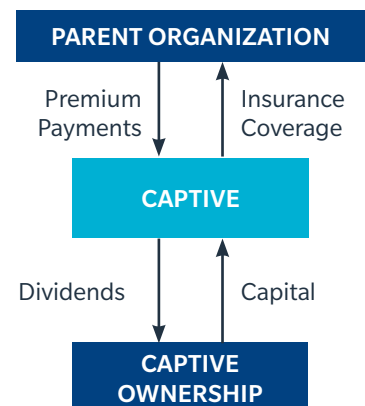 PARENT ORGANIZATION
Premium
Payments
Insurance
Coverage
CAPTIVE
Dividends
Capital
CAPTIVE
OWNERSHIP